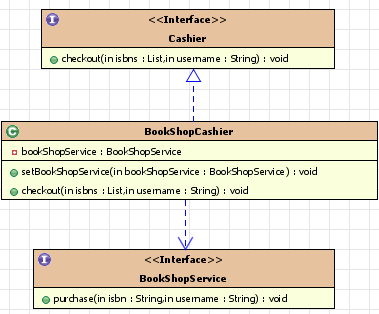 I
<<Interface>>
Cashier
checkout(in isbns : List,in username : String) : void
C
BookShopCashier
bookShopService : BookShopService
setBookShopService(in bookShopService : BookShopService) : void
checkout(in isbns : List,in username : String) : void
I
<<Interface>>
BookShopService
purchase(in isbn : String,in username : String) : void